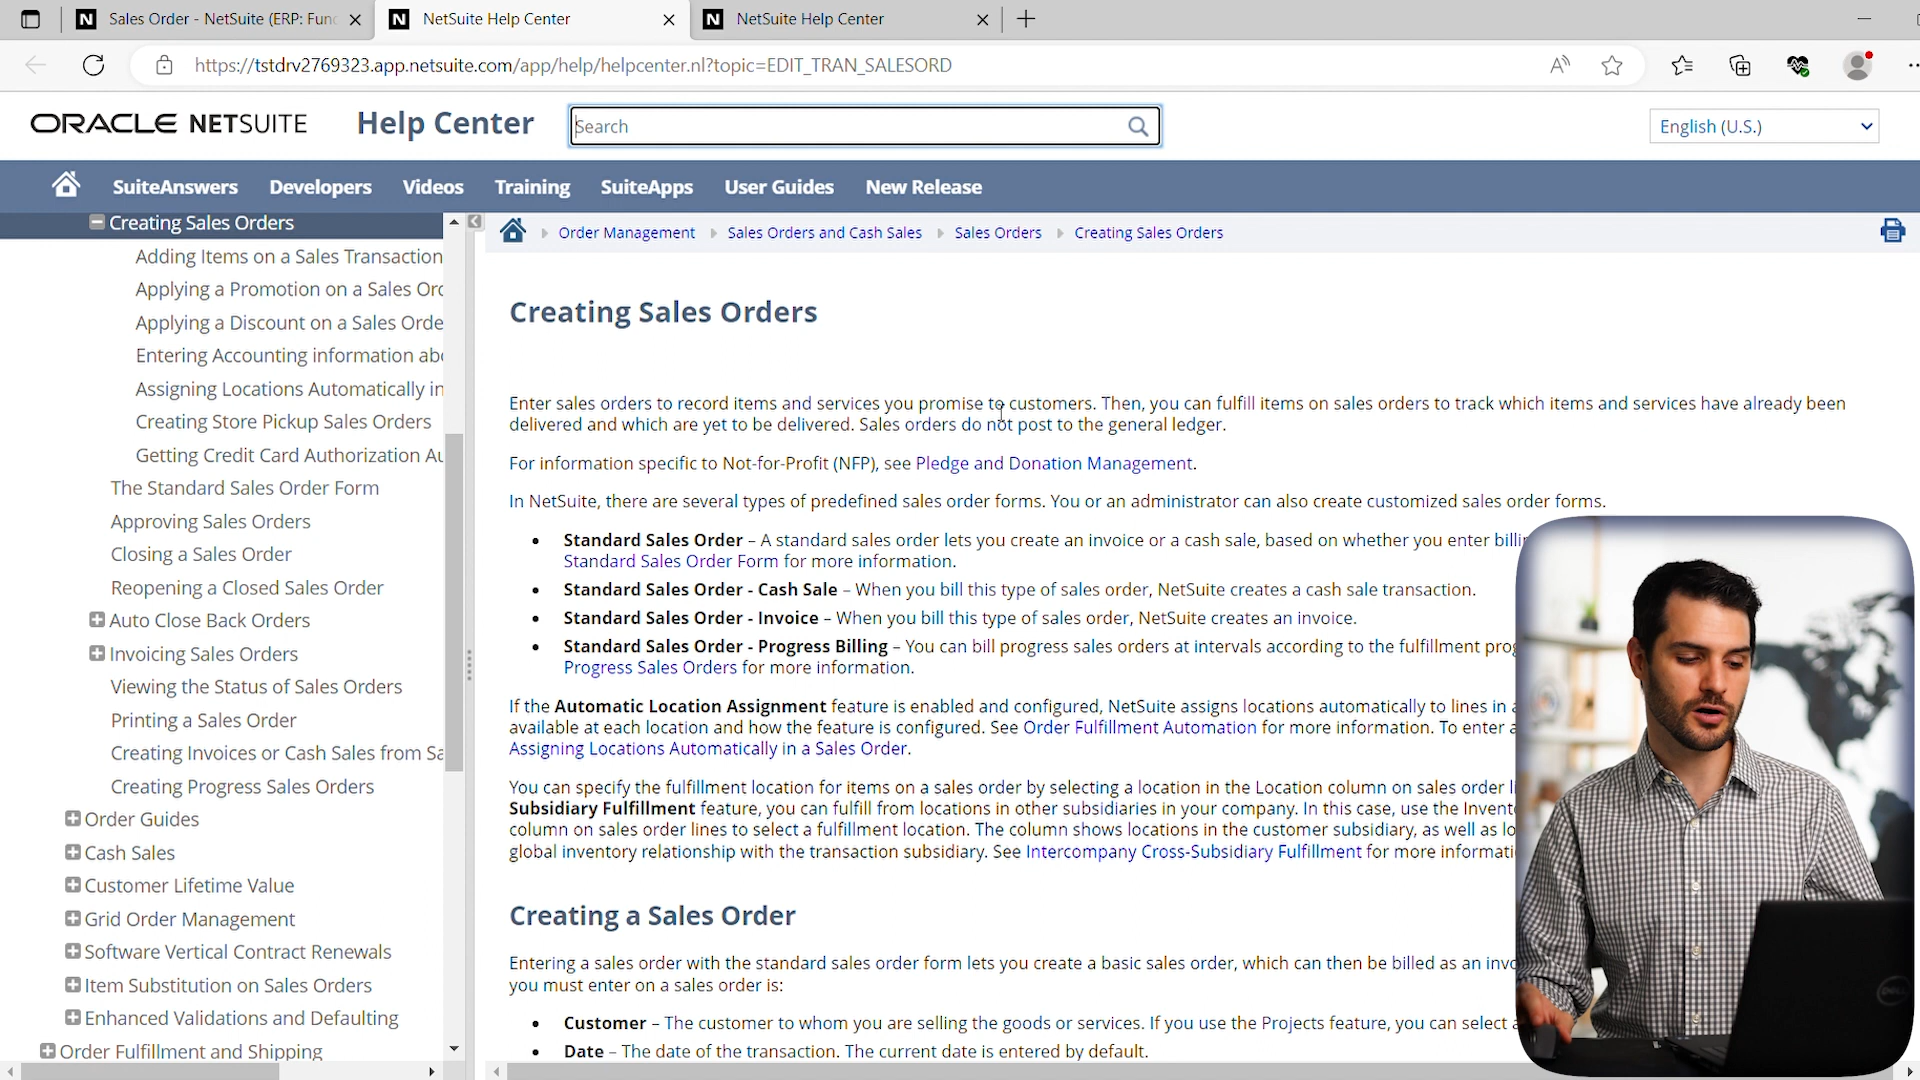 Sales Order - NetSuite (ERP: Fun
NetSuite Help Center
NetSuite Help Center
https://tstdrv2769323.app.netsuite.com/app/help/helpcenter.nl?topic=EDIT_TRAN_SALESORD
ORACLE NETSUITE
Help Center
Search
English (U.S.)
SuiteAnswers
Developers
Videos
Training
SuiteApps
User Guides
New Release
Creating Sales Orders
Adding Items on a Sales Transaction
Applying a Promotion on a Sales Orc
Applying a Discount on a Sales Orde
Entering Accounting information abo
Assigning Locations Automatically in
Creating Store Pickup Sales Orders
Getting Credit Card Authorization Au
The Standard Sales Order Form
Approving Sales Orders
Closing a Sales Order
Reopening a Closed Sales Order
Auto Close Back Orders
Invoicing Sales Orders
Viewing the Status of Sales Orders
Printing a Sales Order
Creating Invoices or Cash Sales from Sa
Creating Progress Sales Orders
Order Guides
Cash Sales
Customer Lifetime Value
Grid Order Management
Software Vertical Contract Renewals
Item Substitution on Sales Orders
Enhanced Validations and Defaulting
Order Fulfillment and Shipping
Order Management
Sales Orders and Cash Sales
Sales Orders
Creating Sales Orders
Creating Sales Orders
Enter sales orders to record items and services you promise to customers. Then, you can fulfill items on sales orders to track which items and services have already been
delivered and which are yet to be delivered. Sales orders do not post to the general ledger.
For information specific to Not-for-Profit (NFP), see Pledge and Donation Management.
In NetSuite, there are several types of predefined sales order forms. You or an administrator can also create customized sales order forms.
• Standard Sales Order – A standard sales order lets you create an invoice or a cash sale, based on whether you enter billin
Standard Sales Order Form for more information.
• Standard Sales Order - Cash Sale – When you bill this type of sales order, NetSuite creates a cash sale transaction.
• Standard Sales Order - Invoice – When you bill this type of sales order, NetSuite creates an invoice.
• Standard Sales Order - Progress Billing – You can bill progress sales orders at intervals according to the fulfillment prog
Progress Sales Orders for more information.
If the Automatic Location Assignment feature is enabled and configured, NetSuite assigns locations automatically to lines in a
available at each location and how the feature is configured. See Order Fulfillment Automation for more information. To enter a
Assigning Locations Automatically in a Sales Order.
You can specify the fulfillment location for items on a sales order by selecting a location in the Location column on sales order li
Subsidiary Fulfillment feature, you can fulfill from locations in other subsidiaries in your company. In this case, use the Invent
column on sales order lines to select a fulfillment location. The column shows locations in the customer subsidiary, as well as lo
global inventory relationship with the transaction subsidiary. See Intercompany Cross-Subsidiary Fulfillment for more informati
Creating a Sales Order
Entering a sales order with the standard sales order form lets you create a basic sales order, which can then be billed as an invo
you must enter on a sales order is:
• Customer – The customer to whom you are selling the goods or services. If you use the Projects feature, you can select a
• Date – The date of the transaction. The current date is entered by default.
DELL